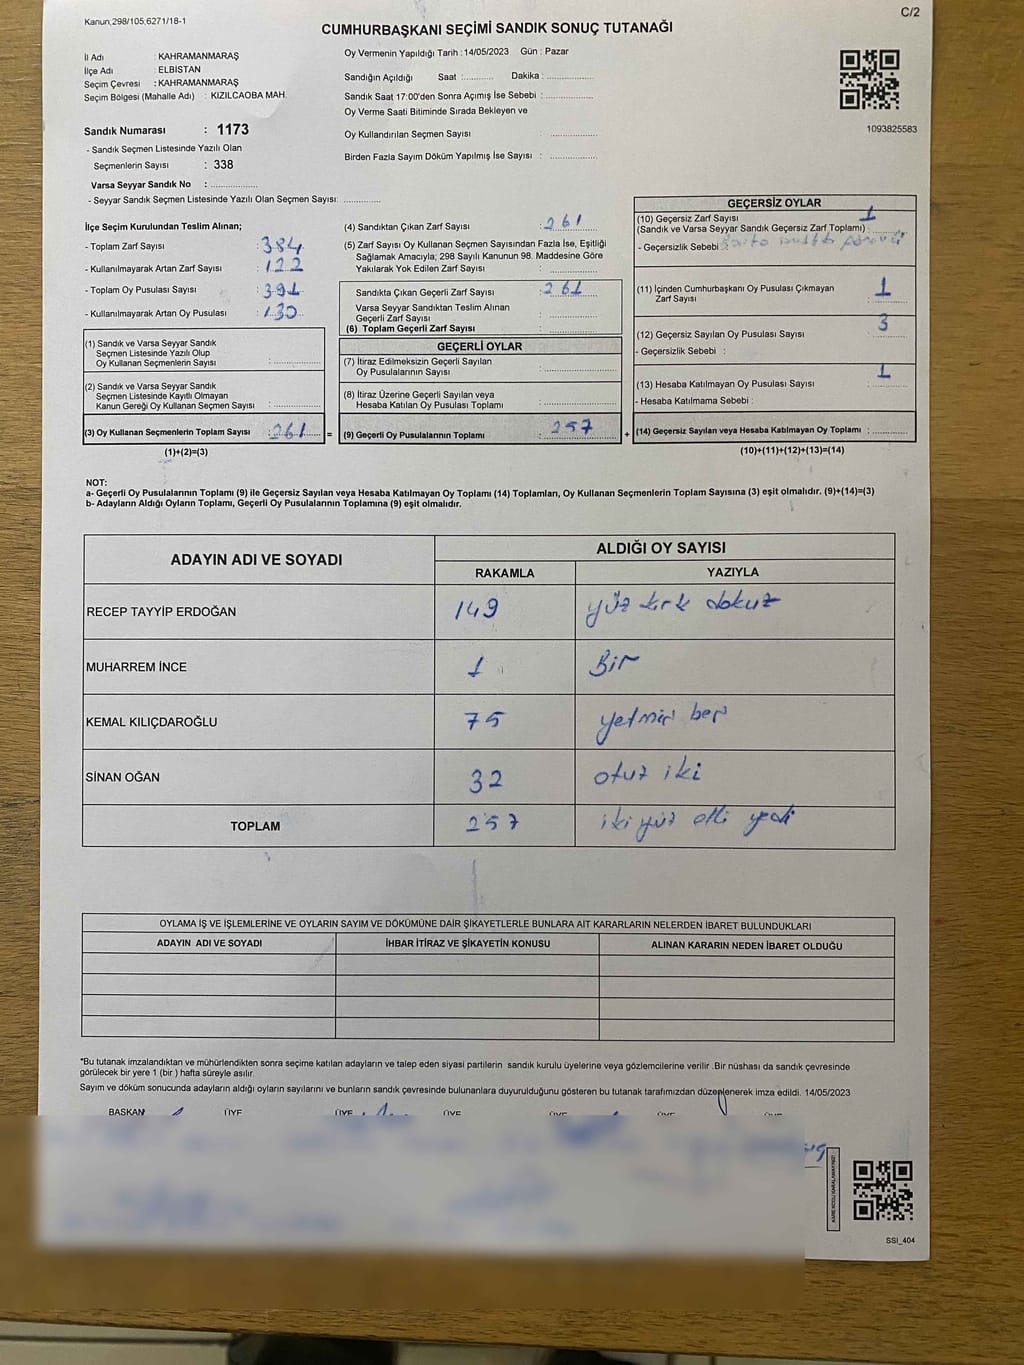 Kanun,298/105,6271/18-1
C/2
CUMHURBAŞKANI SEÇİMİ SANDIK SONUÇ TUTANAĞI
İl Adı : KAHRAMANMARAŞ
İlçe Adı : ELBİSTAN
Seçim Çevresi : KAHRAMANMARAŞ
Seçim Bölgesi (Mahalle Adı) : KIZILCAOBA MAH.
Sandık Numarası : 1173
- Sandık Seçmen Listesinde Yazılı Olan
Seçmenlerin Sayısı : 338
Varsa Seyyar Sandık No : ..................
- Seyyar Sandık Seçmen Listesinde Yazılı Olan Seçmen Sayısı: .............
Oy Vermenin Yapıldığı Tarih : 14/05/2023 Gün : Pazar
Sandığın Açıldığı Saat :........... Dakika : ................
Sandık Saat 17:00'den Sonra Açımış İse Sebebi : ................
Oy Verme Saati Bitiminde Sırada Bekleyen ve
Oy Kullandırılan Seçmen Sayısı : ................
Birden Fazla Sayım Döküm Yapılmış İse Sayısı : ................
1093825583
İlçe Seçim Kurulundan Teslim Alınan;
- Toplam Zarf Sayısı : 384
- Kullanılmayarak Artan Zarf Sayısı : 122
- Toplam Oy Pusulası Sayısı : 391
- Kullanılmayarak Artan Oy Pusulası : 130
(1) Sandık ve Varsa Seyyar Sandık
Seçmen Listesinde Yazılı Olup
Oy Kullanan Seçmenlerin Sayısı : ................
(2) Sandık ve Varsa Seyyar Sandık
Seçmen Listesinde Kayıtlı Olmayan
Kanun Gereği Oy Kullanan Seçmen Sayısı : ................
(3) Oy Kullanan Seçmenlerin Toplam Sayısı : 261 =
(1)+(2)=(3)
(4) Sandıktan Çıkan Zarf Sayısı : 261
(5) Zarf Sayısı Oy Kullanan Seçmen Sayısından Fazla İse, Eşitliği
Sağlamak Amacıyla; 298 Sayılı Kanunun 98. Maddesine Göre
Yakılarak Yok Edilen Zarf Sayısı : ................
Sandıkta Çıkan Geçerli Zarf Sayısı : 261
Varsa Seyyar Sandıktan Teslim Alınan
Geçerli Zarf Sayısı : ................
(6) Toplam Geçerli Zarf Sayısı : ................
GEÇERLİ OYLAR
(7) İtiraz Edilmeksizin Geçerli Sayılan
Oy Pusulalarının Sayısı : ................
(8) İtiraz Üzerine Geçerli Sayılan veya
Hesaba Katılan Oy Pusulası Toplamı : ................
(9) Geçerli Oy Pusulalarının Toplamı : 257 +
GEÇERSİZ OYLAR
(10) Geçersiz Zarf Sayısı 1
(Sandık ve Varsa Seyyar Sandık Geçersiz Zarf Toplamı) :
- Geçersizlik Sebebi :
(11) İçinden Cumhurbaşkanı Oy Pusulası Çıkmayan 1
Zarf Sayısı :
(12) Geçersiz Sayılan Oy Pusulası Sayısı : 3
- Geçersizlik Sebebi :
(13) Hesaba Katılmayan Oy Pusulası Sayısı : 1
- Hesaba Katılmama Sebebi :
(14) Geçersiz Sayılan veya Hesaba Katılmayan Oy Toplamı : ..........
(10)+(11)+(12)+(13)=(14)
NOT:
a- Geçerli Oy Pusulalarının Toplamı (9) ile Geçersiz Sayılan veya Hesaba Katılmayan Oy Toplamı (14) Toplamları, Oy Kullanan Seçmenlerin Toplam Sayısına (3) eşit olmalıdır. (9)+(14)=(3)
b- Adayların Aldığı Oyların Toplamı, Geçerli Oy Pusulalarının Toplamına (9) eşit olmalıdır.
ADAYIN ADI VE SOYADI ALDIĞI OY SAYISI
RAKAMLA YAZIYLA
RECEP TAYYİP ERDOĞAN 149 yüz kırk dokuz
MUHARREM İNCE 1 Bir
KEMAL KILIÇDAROĞLU 75 yetmiş beş
SİNAN OĞAN 32 otuz iki
TOPLAM 257 iki yüz elli yedi
OYLAMA İŞ VE İŞLEMLERİNE VE OYLARIN SAYIM VE DÖKÜMÜNE DAİR ŞİKAYETLERLE BUNLARA AİT KARARLARIN NELERDEN İBARET BULUNDUKLARI
ADAYIN ADI VE SOYADI İHBAR İTİRAZ VE ŞİKAYETİN KONUSU ALINAN KARARIN NEDEN İBARET OLDUĞU
*Bu tutanak imzalandıktan ve mühürlendikten sonra seçime katılan adayların ve talep eden siyasi partilerin sandık kurulu üyelerine veya gözlemcilerine verilir .Bir nüshası da sandık çevresinde
görülecek bir yere 1 (bir ) hafta süreyle asılır.
Sayım ve döküm sonucunda adayların aldığı oyların sayılarını ve bunların sandık çevresinde bulunanlara duyurulduğunu gösteren bu tutanak tarafımızdan düzenlenerek imza edildi. 14/05/2023
BAŞKAN ÜYE ÜYE ÜYE ÜYE ÜYE ÜYE
SSI_404